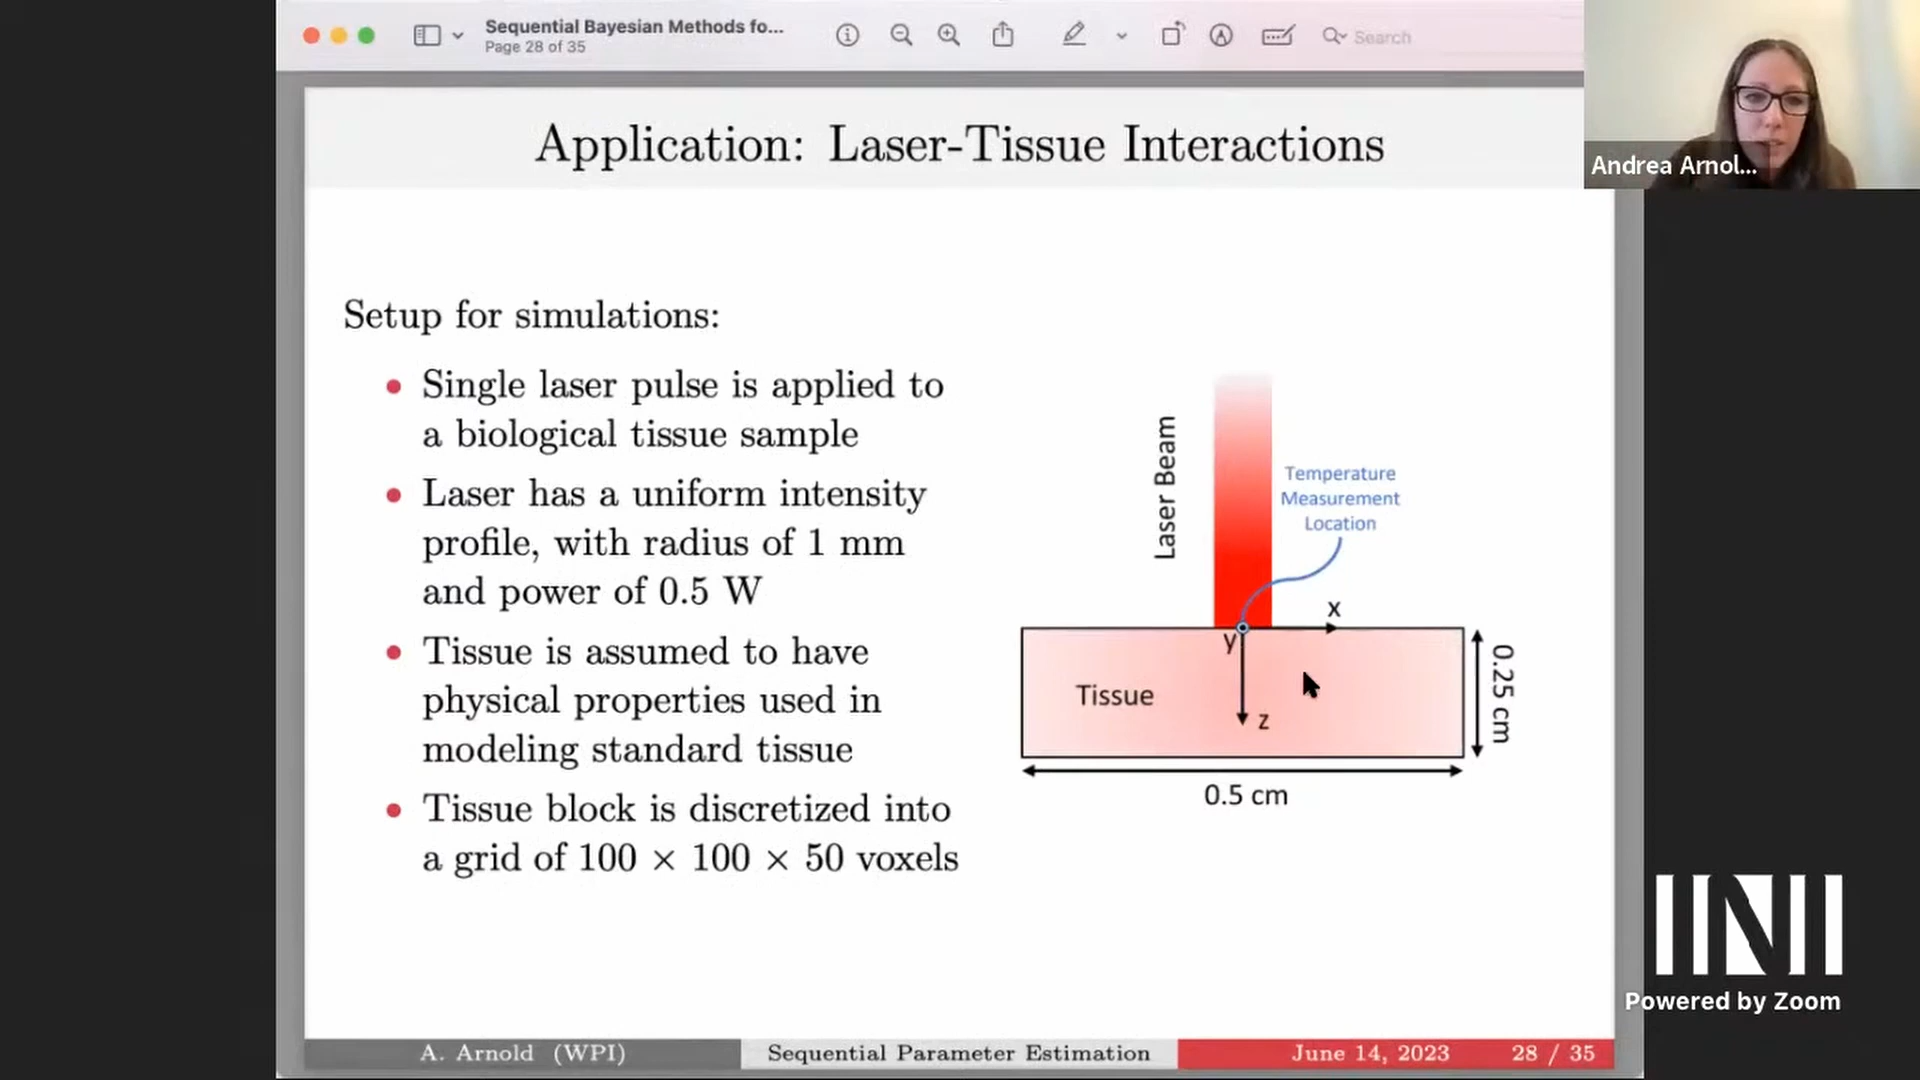 Sequential Bayesian Methods fo...
Page 28 of 35
Search
Andrea Arnol...
Application: Laser-Tissue Interactions
Setup for simulations:
Single laser pulse is applied to
a biological tissue sample
Laser has a uniform intensity
profile, with radius of 1 mm
and power of 0.5 W
Tissue is assumed to have
physical properties used in
modeling standard tissue
Tissue block is discretized into
a grid of 100 × 100 × 50 voxels
Laser Beam
Temperature
Measurement
Location
x
y
z
Tissue
0.25 cm
0.5 cm
INI
Powered by Zoom
A. Arnold (WPI)
Sequential Parameter Estimation
June 14, 2023
28 / 35